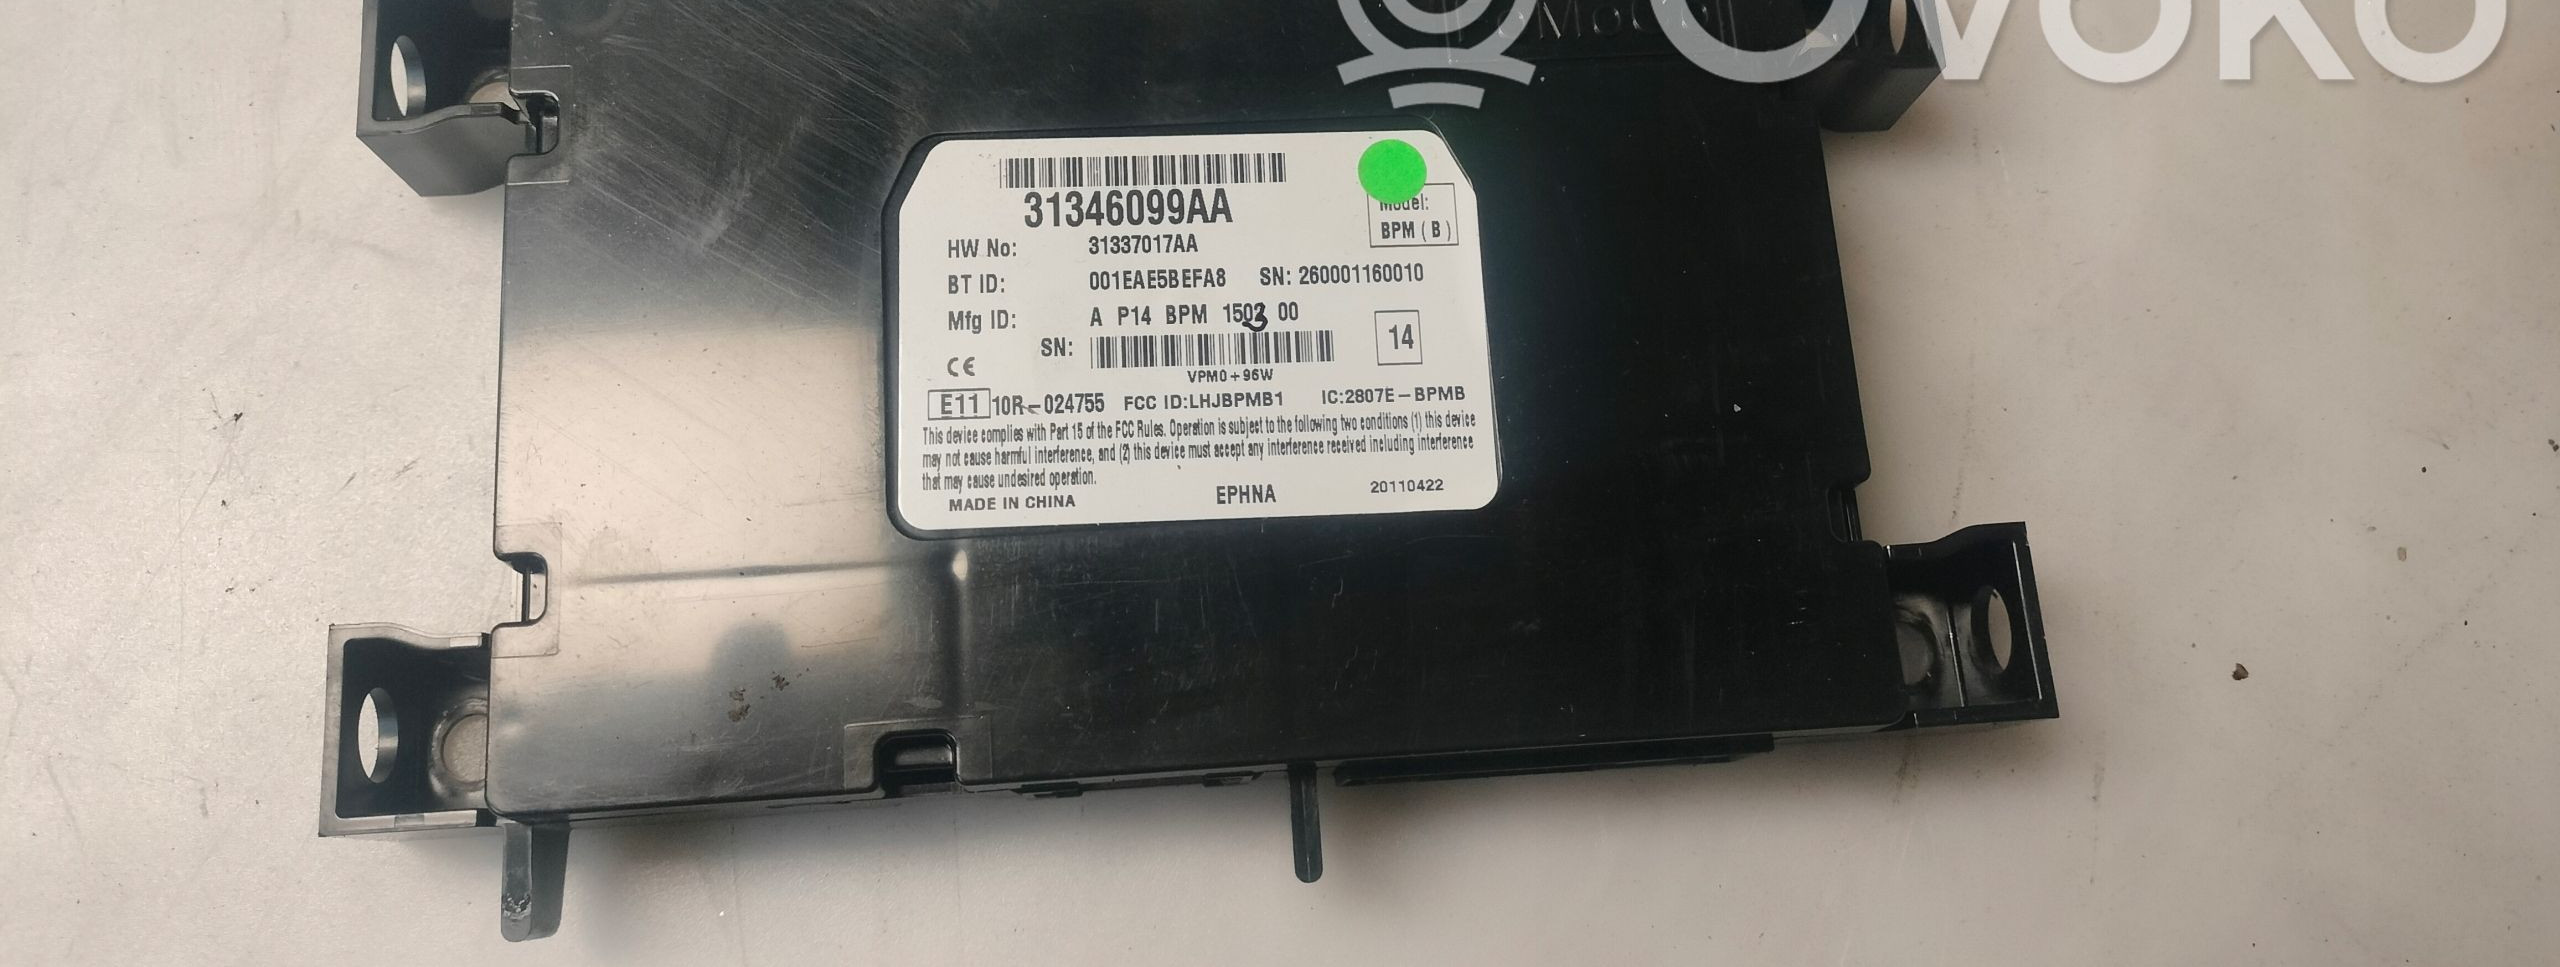 OVOKO
FoMoCo
31346099AA
Model:
BPM ( B )
HW No: 31337017AA
BT ID: 001EAE5BEFA8 SN: 260001160010
Mfg ID: A P14 BPM 1503 00
SN:
14
CE
VPM0+96W
E11 10R-024755 FCC ID:LHJBPMB1 IC:2807E-BPMB
This device complies with Part 15 of the FCC Rules. Operation is subject to the following two conditions (1) this device
may not cause harmful interference, and (2) this device must accept any interference received including interference
that may cause undesired operation.
MADE IN CHINA EPHNA 20110422